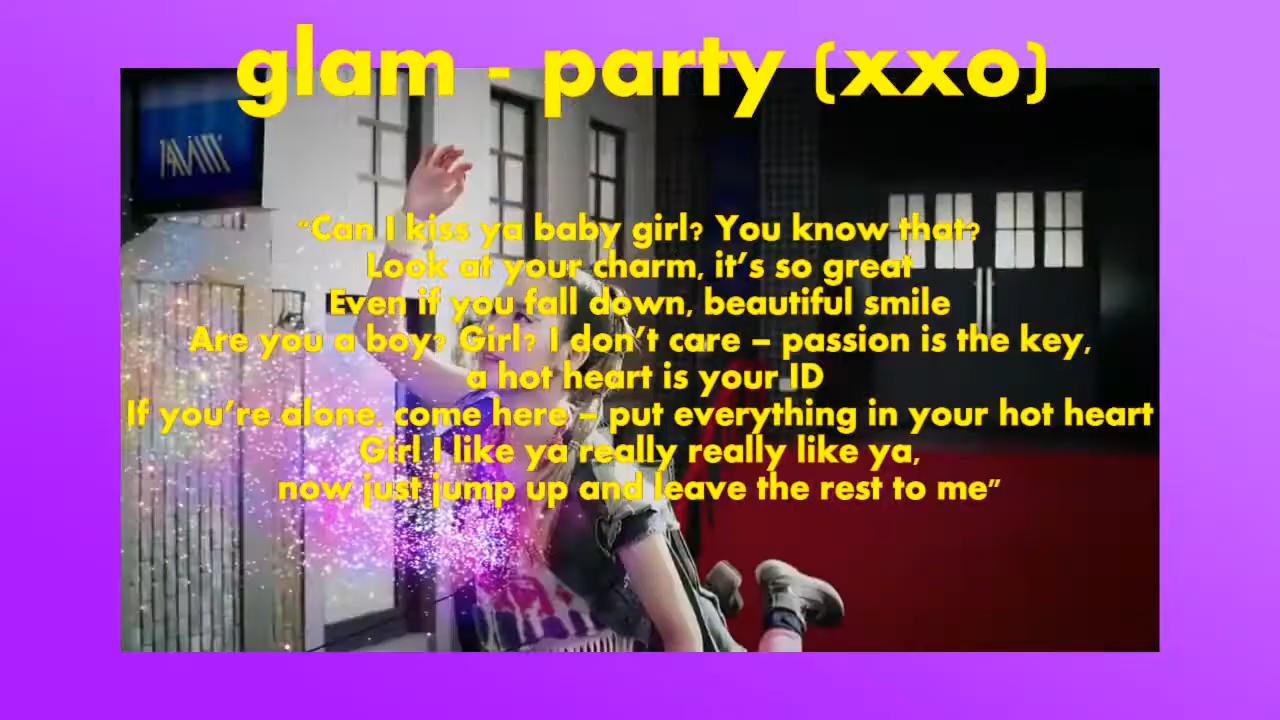 glam - party (xxo)
“Can I kiss ya baby girl? You know that?
Look at your charm, it’s so great
Even if you fall down, beautiful smile
Are you a boy? Girl? I don’t care – passion is the key,
a hot heart is your ID
If you’re alone, come here – put everything in your hot heart
Girl I like ya really really like ya,
now just jump up and leave the rest to me”